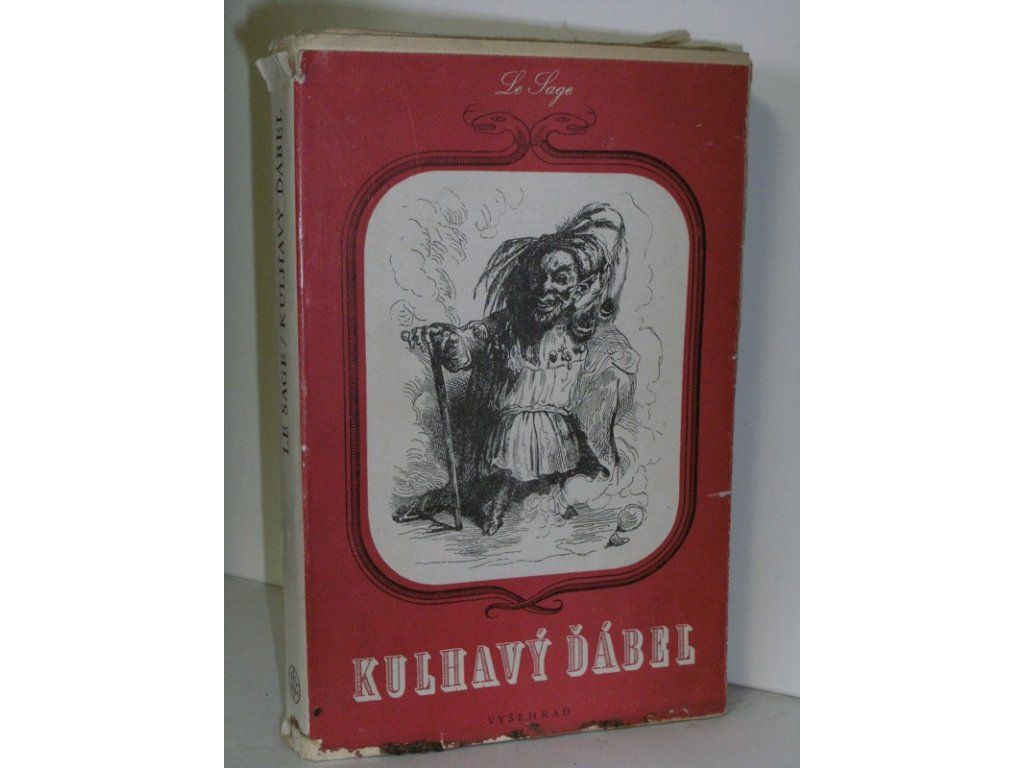 Le Sage
KULHAVÝ ĎÁBEL
VYŠEHRAD
LE SAGE / KULHAVÝ ĎÁBEL